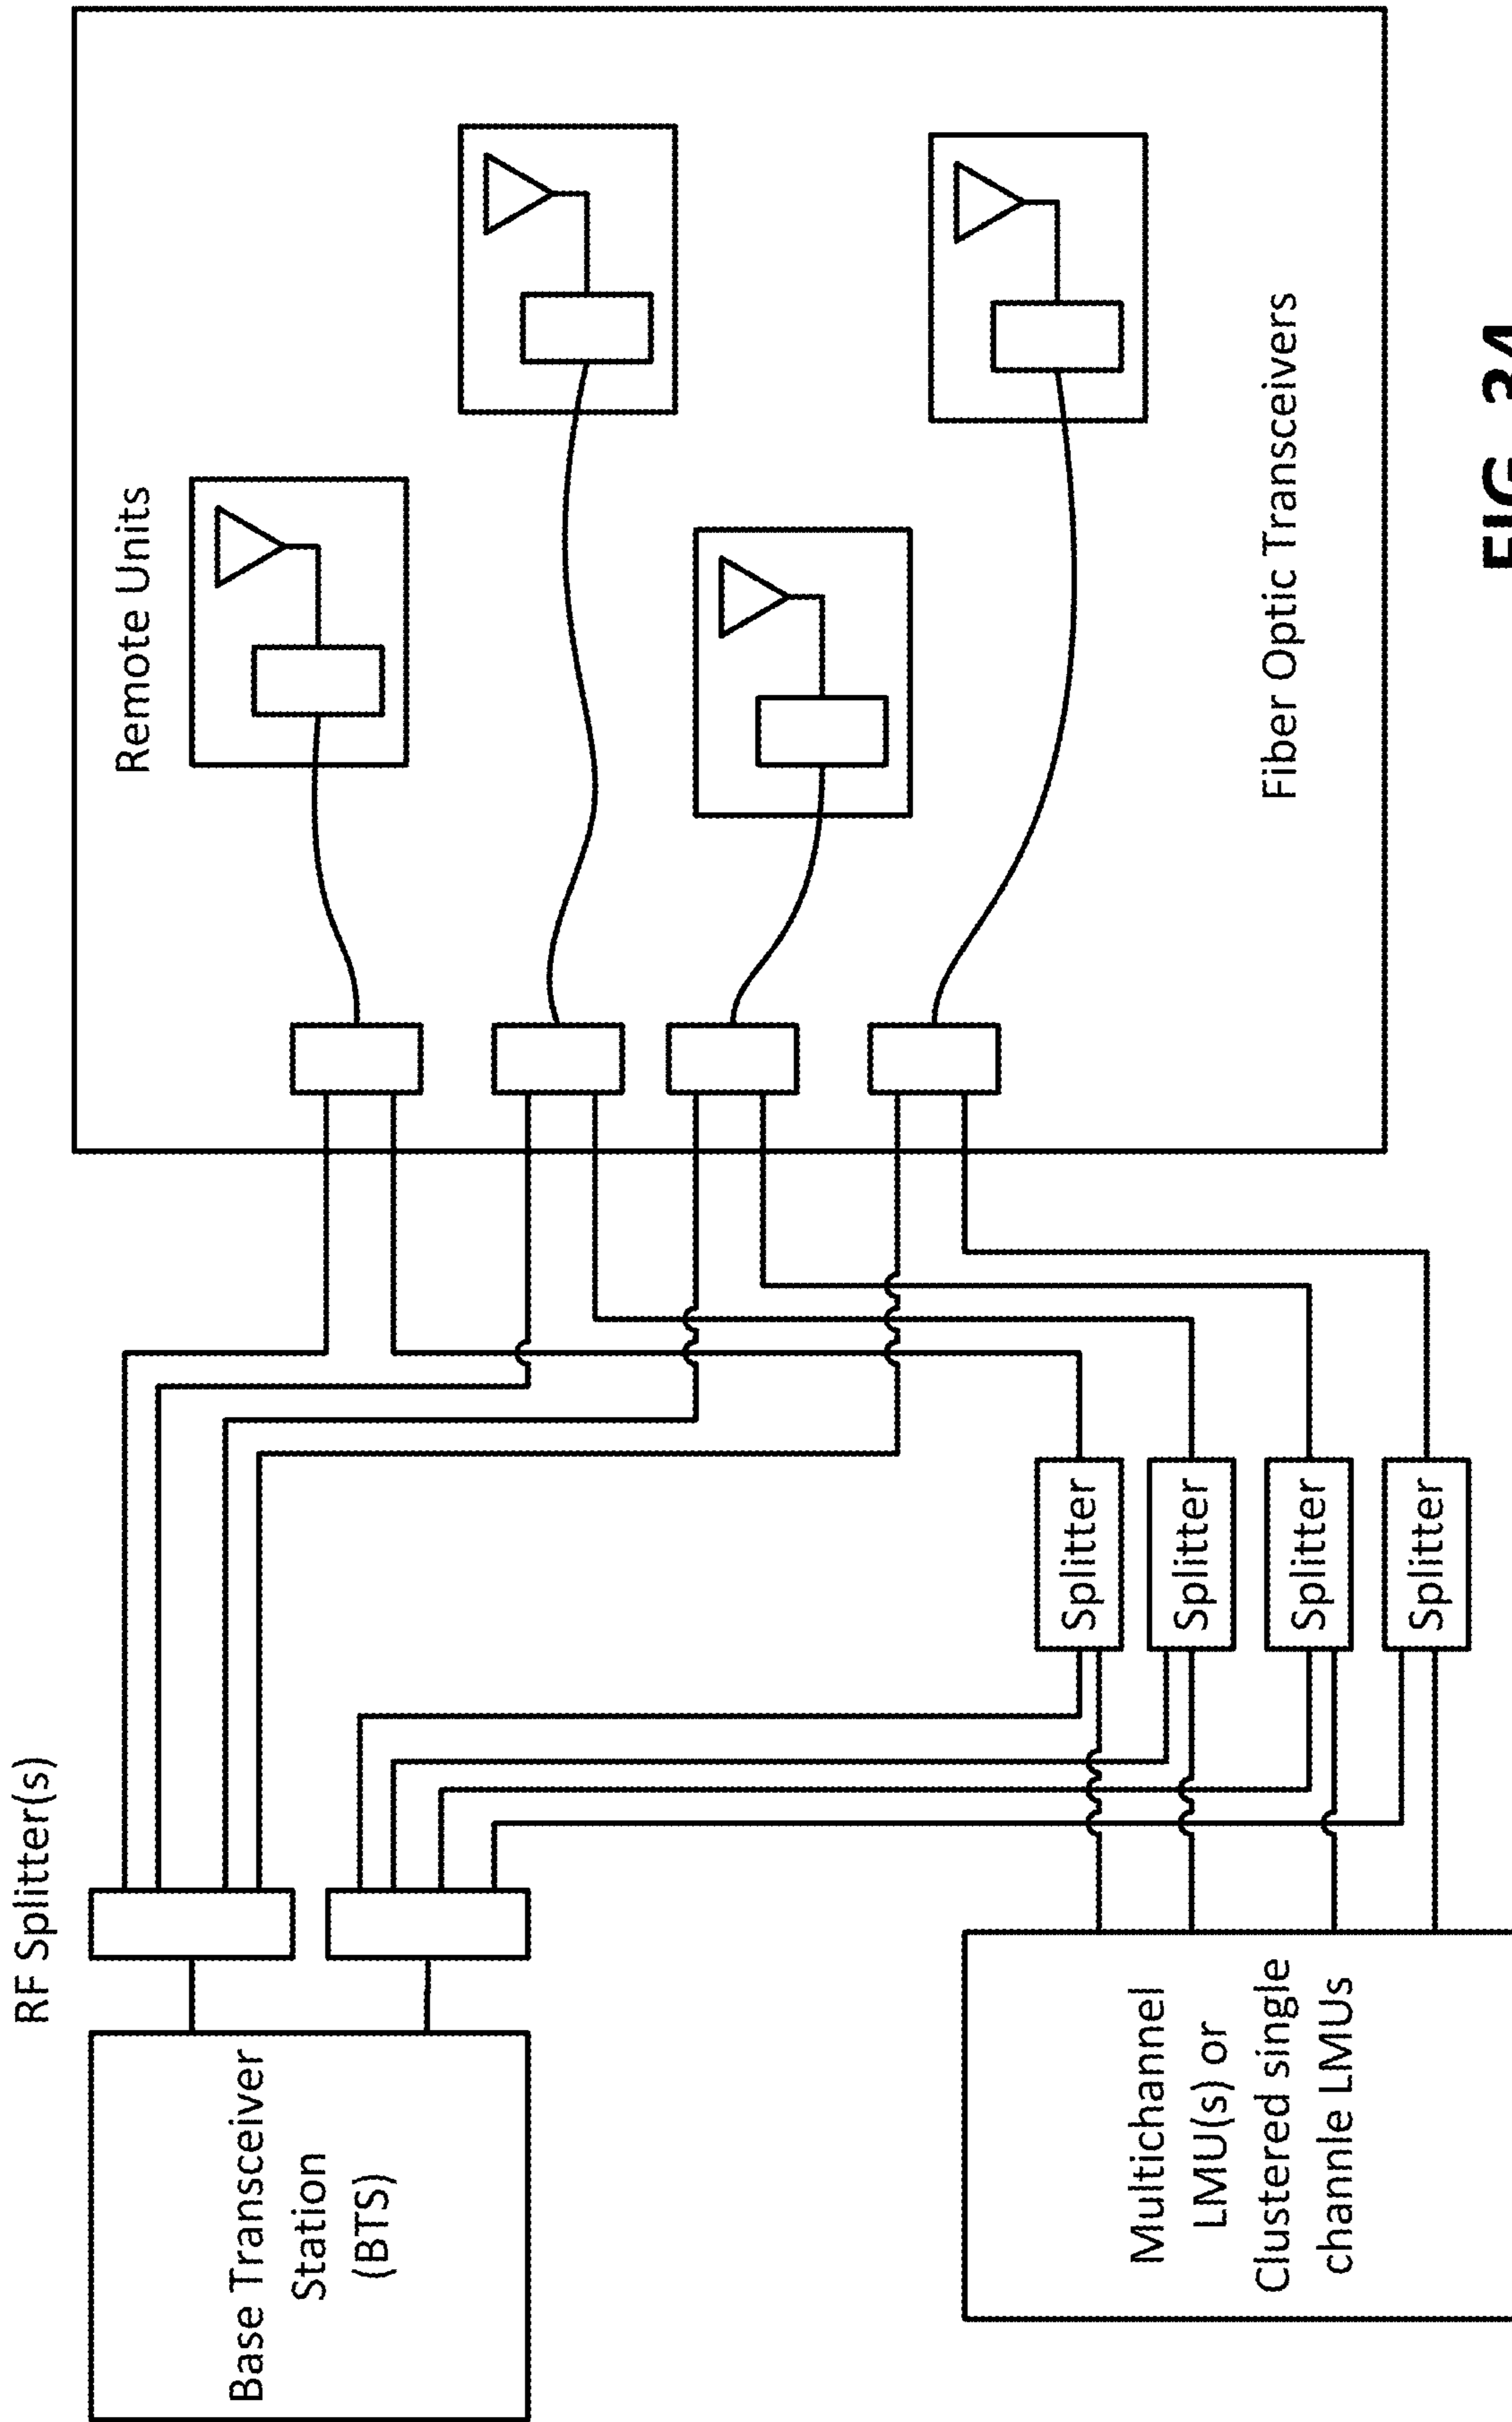 RF Splitter(s)
Base Transceiver
Station
(BTS)
Remote Units
Splitter
Splitter
Splitter
Splitter
Multichannel
LMU(s) or
Clustered single
channle LMUs
Fiber Optic Transceivers